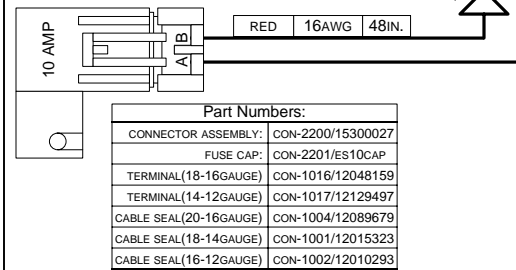 10 AMP
B
A
RED 16AWG 48IN.
Part Numbers:
CONNECTOR ASSEMBLY: CON-2200/15300027
FUSE CAP: CON-2201/ES10CAP
TERMINAL(18-16GAUGE) CON-1016/12048159
TERMINAL(14-12GAUGE) CON-1017/12129497
CABLE SEAL(20-16GAUGE) CON-1004/12089679
CABLE SEAL(18-14GAUGE) CON-1001/12015323
CABLE SEAL(16-12GAUGE) CON-1002/12010293